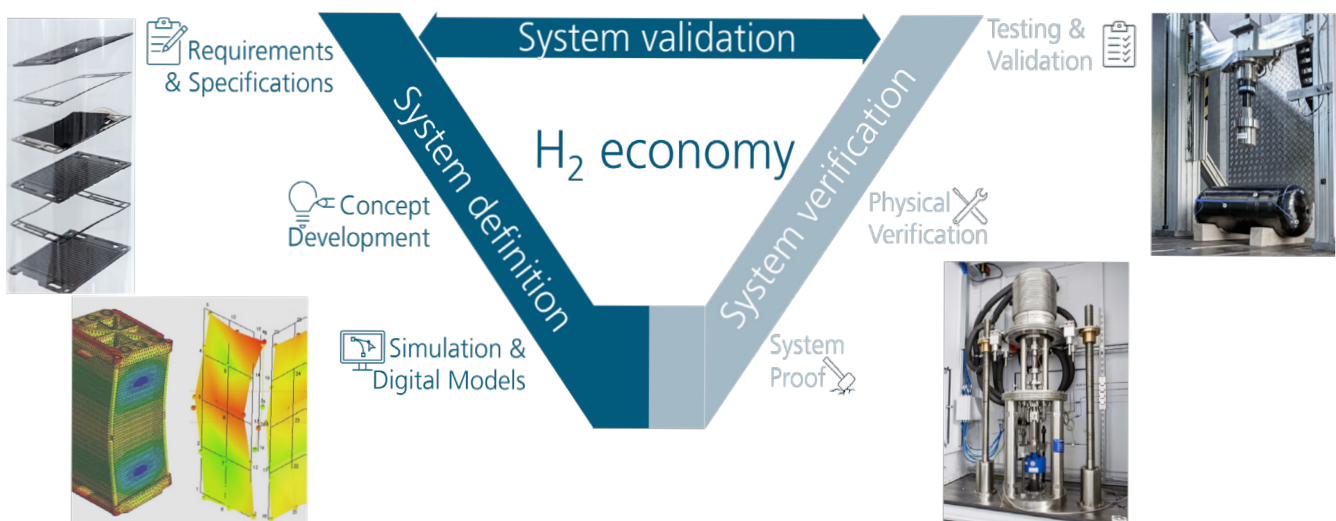 System validation
Requirements
& Specifications
Testing &
Validation
System definition
H₂ economy
System verification
Concept
Development
Physical
Verification
Simulation &
Digital Models
System
Proof